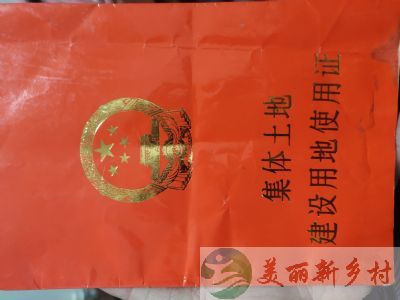 集体土地
建设用地使用证
美丽新乡村